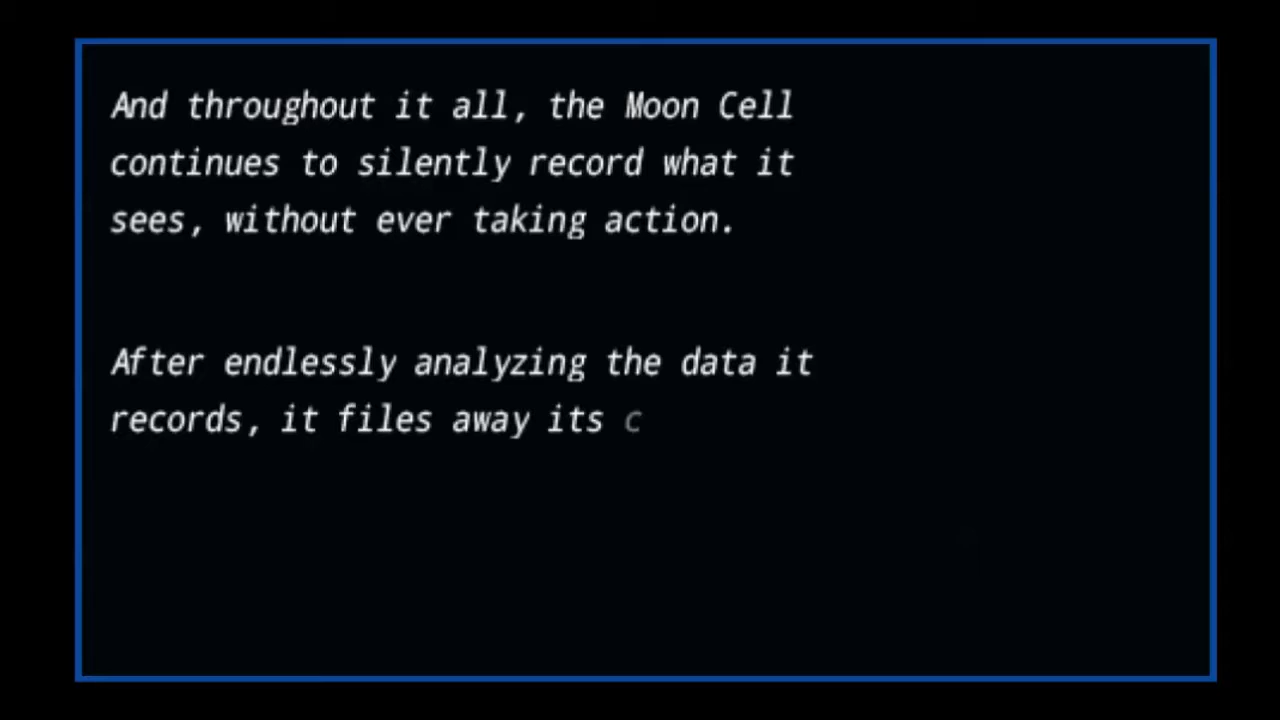 And throughout it all, the Moon Cell
continues to silently record what it
sees, without ever taking action.
After endlessly analyzing the data it
records, it files away its c